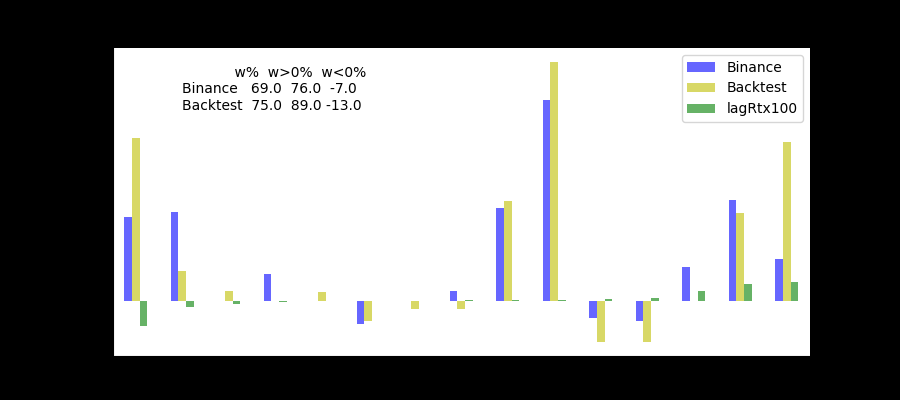 w% w>0% w<0%
Binance 69.0 76.0 -7.0
Backtest 75.0 89.0 -13.0
Binance
Backtest
lagRtx100